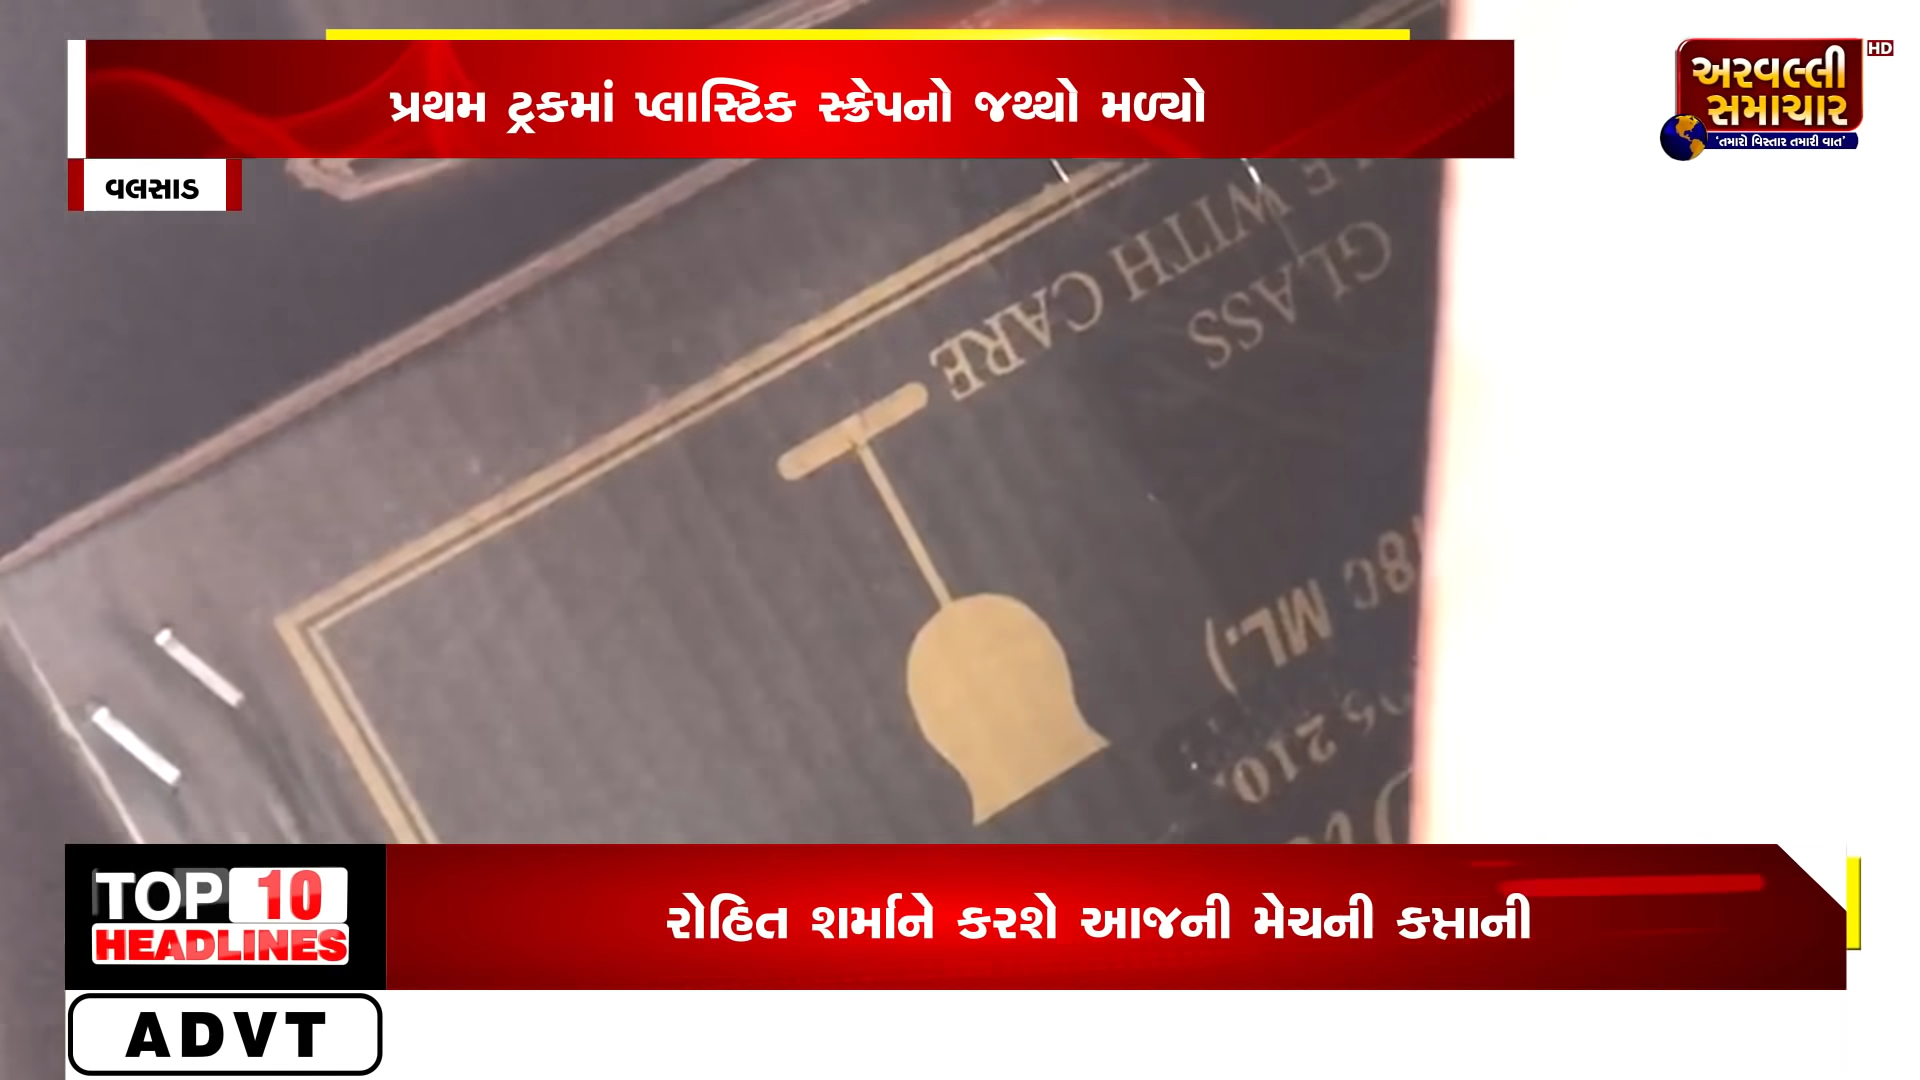 પ્રથમ ટ્રકમાં પ્લાસ્ટિક સ્ક્રેપનો જથ્થો મળ્યો
અરવલ્લી
સમાચાર
HD
'તમારો વિસ્તાર તમારી વાત'
વલસાડ
GLASS
WITH CARE
ML.)
210.
TOP 10
HEADLINES
રોહિત શર્માને કરશે આજની મેચની કપ્તાની
ADVT